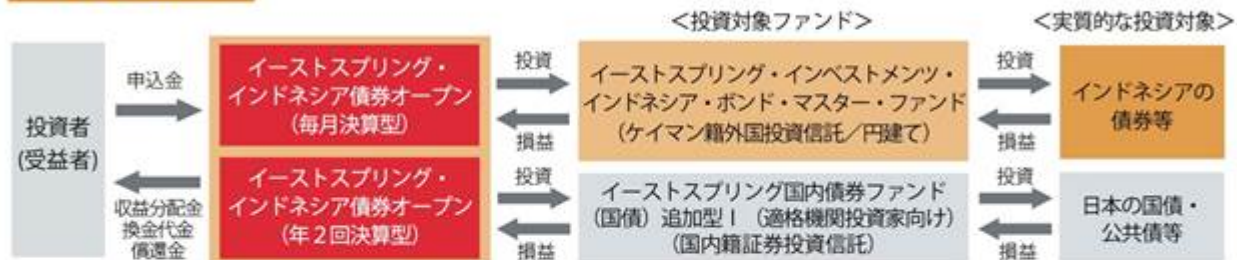 ＜投資対象ファンド＞
＜実質的な投資対象＞
投資者
(受益者)
申込金
収益分配金
換金代金
償還金
イーストスプリング・
インドネシア債券オープン
（毎月決算型）
イーストスプリング・
インドネシア債券オープン
（年２回決算型）
投資
損益
投資
損益
イーストスプリング・インベストメンツ・
インドネシア・ボンド・マスター・ファンド
（ケイマン籍外国投資信託／円建て）
イーストスプリング国内債券ファンド
（国債）追加型Ⅰ（適格機関投資家向け）
（国内籍証券投資信託）
投資
損益
投資
損益
インドネシアの
債券等
日本の国債・
公共債等